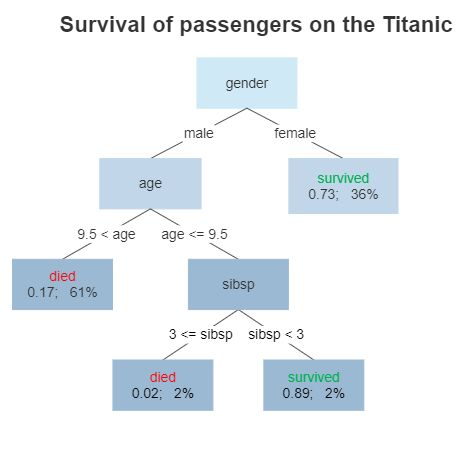 Survival of passengers on the Titanic
gender
male female
age
survived
0.73; 36%
9.5 < age age <= 9.5
died
0.17; 61%
sibsp
3 <= sibsp sibsp < 3
died
0.02; 2%
survived
0.89; 2%